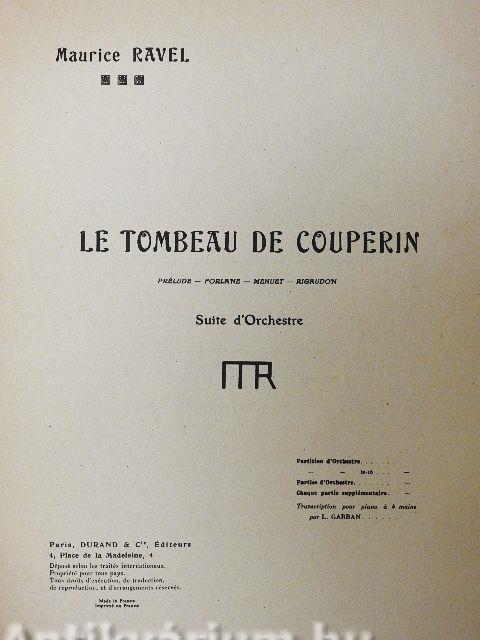 Maurice RAVEL
LE TOMBEAU DE COUPERIN
PRÉLUDE — FORLANE — MENUET — RIGAUDON
Suite d'Orchestre
MR
Partition d'Orchestre. . . . . . —
— — in-16 . . . —
Parties d'Orchestre. . . . . . . —
Chaque partie supplémentaire. . —
Transcription pour piano à 4 mains
par L. GARBAN. . . . . . .
Paris, DURAND & Cie, Éditeurs
4, Place de la Madeleine, 4
Déposé selon les traités internationaux.
Propriété pour tous pays.
Tous droits d'exécution, de traduction,
de reproduction, et d'arrangements réservés.
Made in France
Imprimé en France
Antikvárium.hu